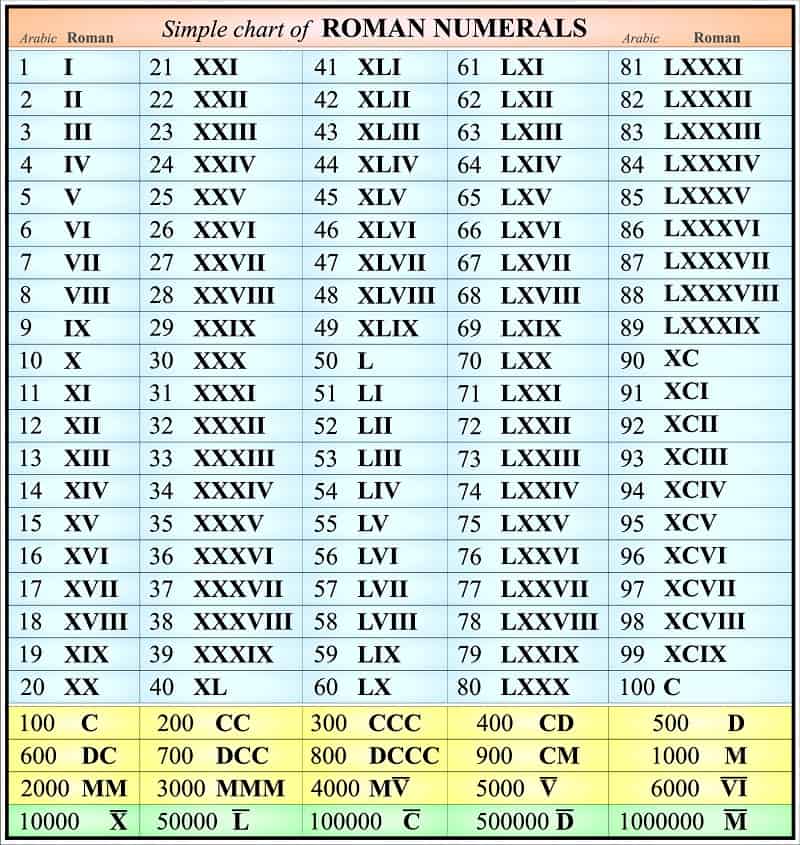 Arabic Roman Simple chart of ROMAN NUMERALS Arabic Roman
1 I 21 XXI 41 XLI 61 LXI 81 LXXXI
2 II 22 XXII 42 XLII 62 LXII 82 LXXXII
3 III 23 XXIII 43 XLIII 63 LXIII 83 LXXXIII
4 IV 24 XXIV 44 XLIV 64 LXIV 84 LXXXIV
5 V 25 XXV 45 XLV 65 LXV 85 LXXXV
6 VI 26 XXVI 46 XLVI 66 LXVI 86 LXXXVI
7 VII 27 XXVII 47 XLVII 67 LXVII 87 LXXXVII
8 VIII 28 XXVIII 48 XLVIII 68 LXVIII 88 LXXXVIII
9 IX 29 XXIX 49 XLIX 69 LXIX 89 LXXXIX
10 X 30 XXX 50 L 70 LXX 90 XC
11 XI 31 XXXI 51 LI 71 LXXI 91 XCI
12 XII 32 XXXII 52 LII 72 LXXII 92 XCII
13 XIII 33 XXXIII 53 LIII 73 LXXIII 93 XCIII
14 XIV 34 XXXIV 54 LIV 74 LXXIV 94 XCIV
15 XV 35 XXXV 55 LV 75 LXXV 95 XCV
16 XVI 36 XXXVI 56 LVI 76 LXXVI 96 XCVI
17 XVII 37 XXXVII 57 LVII 77 LXXVII 97 XCVII
18 XVIII 38 XXXVIII 58 LVIII 78 LXXVIII 98 XCVIII
19 XIX 39 XXXIX 59 LIX 79 LXXIX 99 XCIX
20 XX 40 XL 60 LX 80 LXXX 100 C
100 C 200 CC 300 CCC 400 CD 500 D
600 DC 700 DCC 800 DCCC 900 CM 1000 M
2000 MM 3000 MMM 4000 MV̅ 5000 V̅ 6000 V̅I̅
10000 X̅ 50000 L̅ 100000 C̅ 500000 D̅ 1000000 M̅